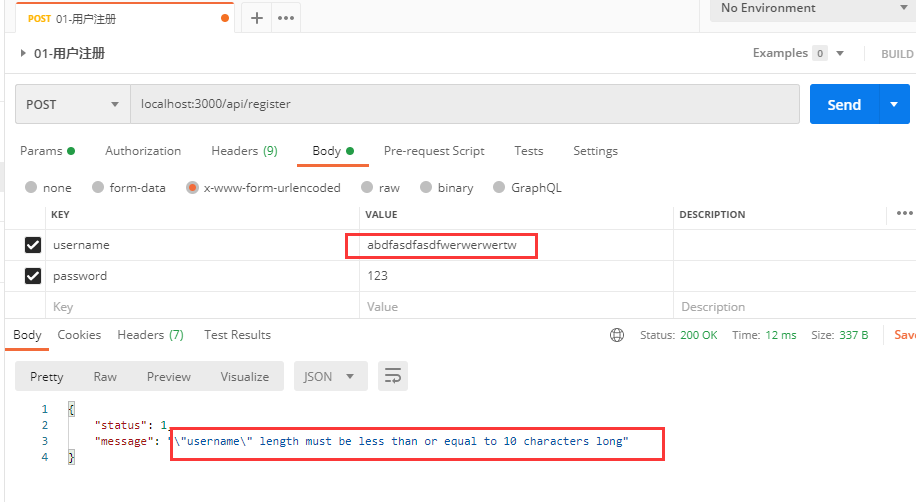 POST 01-用户注册
No Environment
01-用户注册
Examples 0 BUILD
POST localhost:3000/api/register Send
Params Authorization Headers (9) Body Pre-request Script Tests Settings
none form-data x-www-form-urlencoded raw binary GraphQL
KEY VALUE DESCRIPTION
username abdfasdfasdfwerwerwertw
password 123
Key Value Description
Body Cookies Headers (7) Test Results Status: 200 OK Time: 12 ms Size: 337 B Save
Pretty Raw Preview Visualize JSON
1 {
2 "status": 1,
3 "message": "\"username\" length must be less than or equal to 10 characters long"
4 }